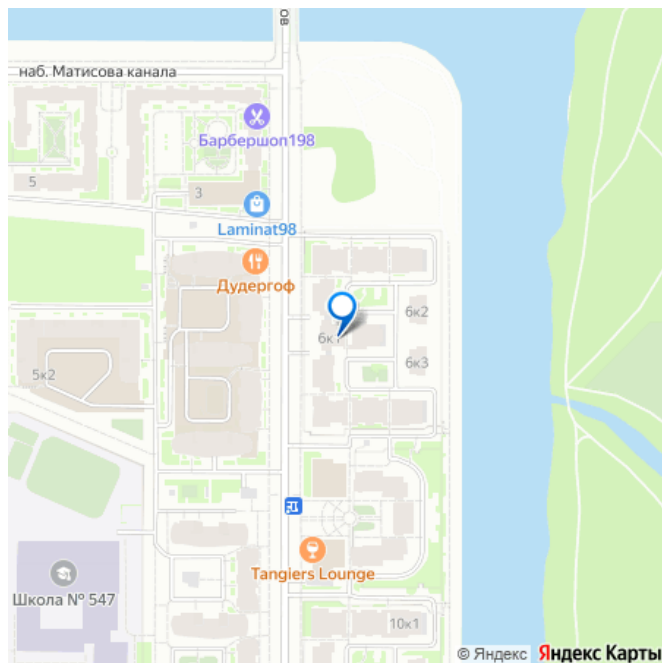 ов
наб. Матисова канала
Барбершоп198
5
3
Laminat98
Дудергоф
6к2
6к1
6к3
5к2
Tangiers Lounge
Школа № 547
10к1
© Яндекс Яндекс Карты